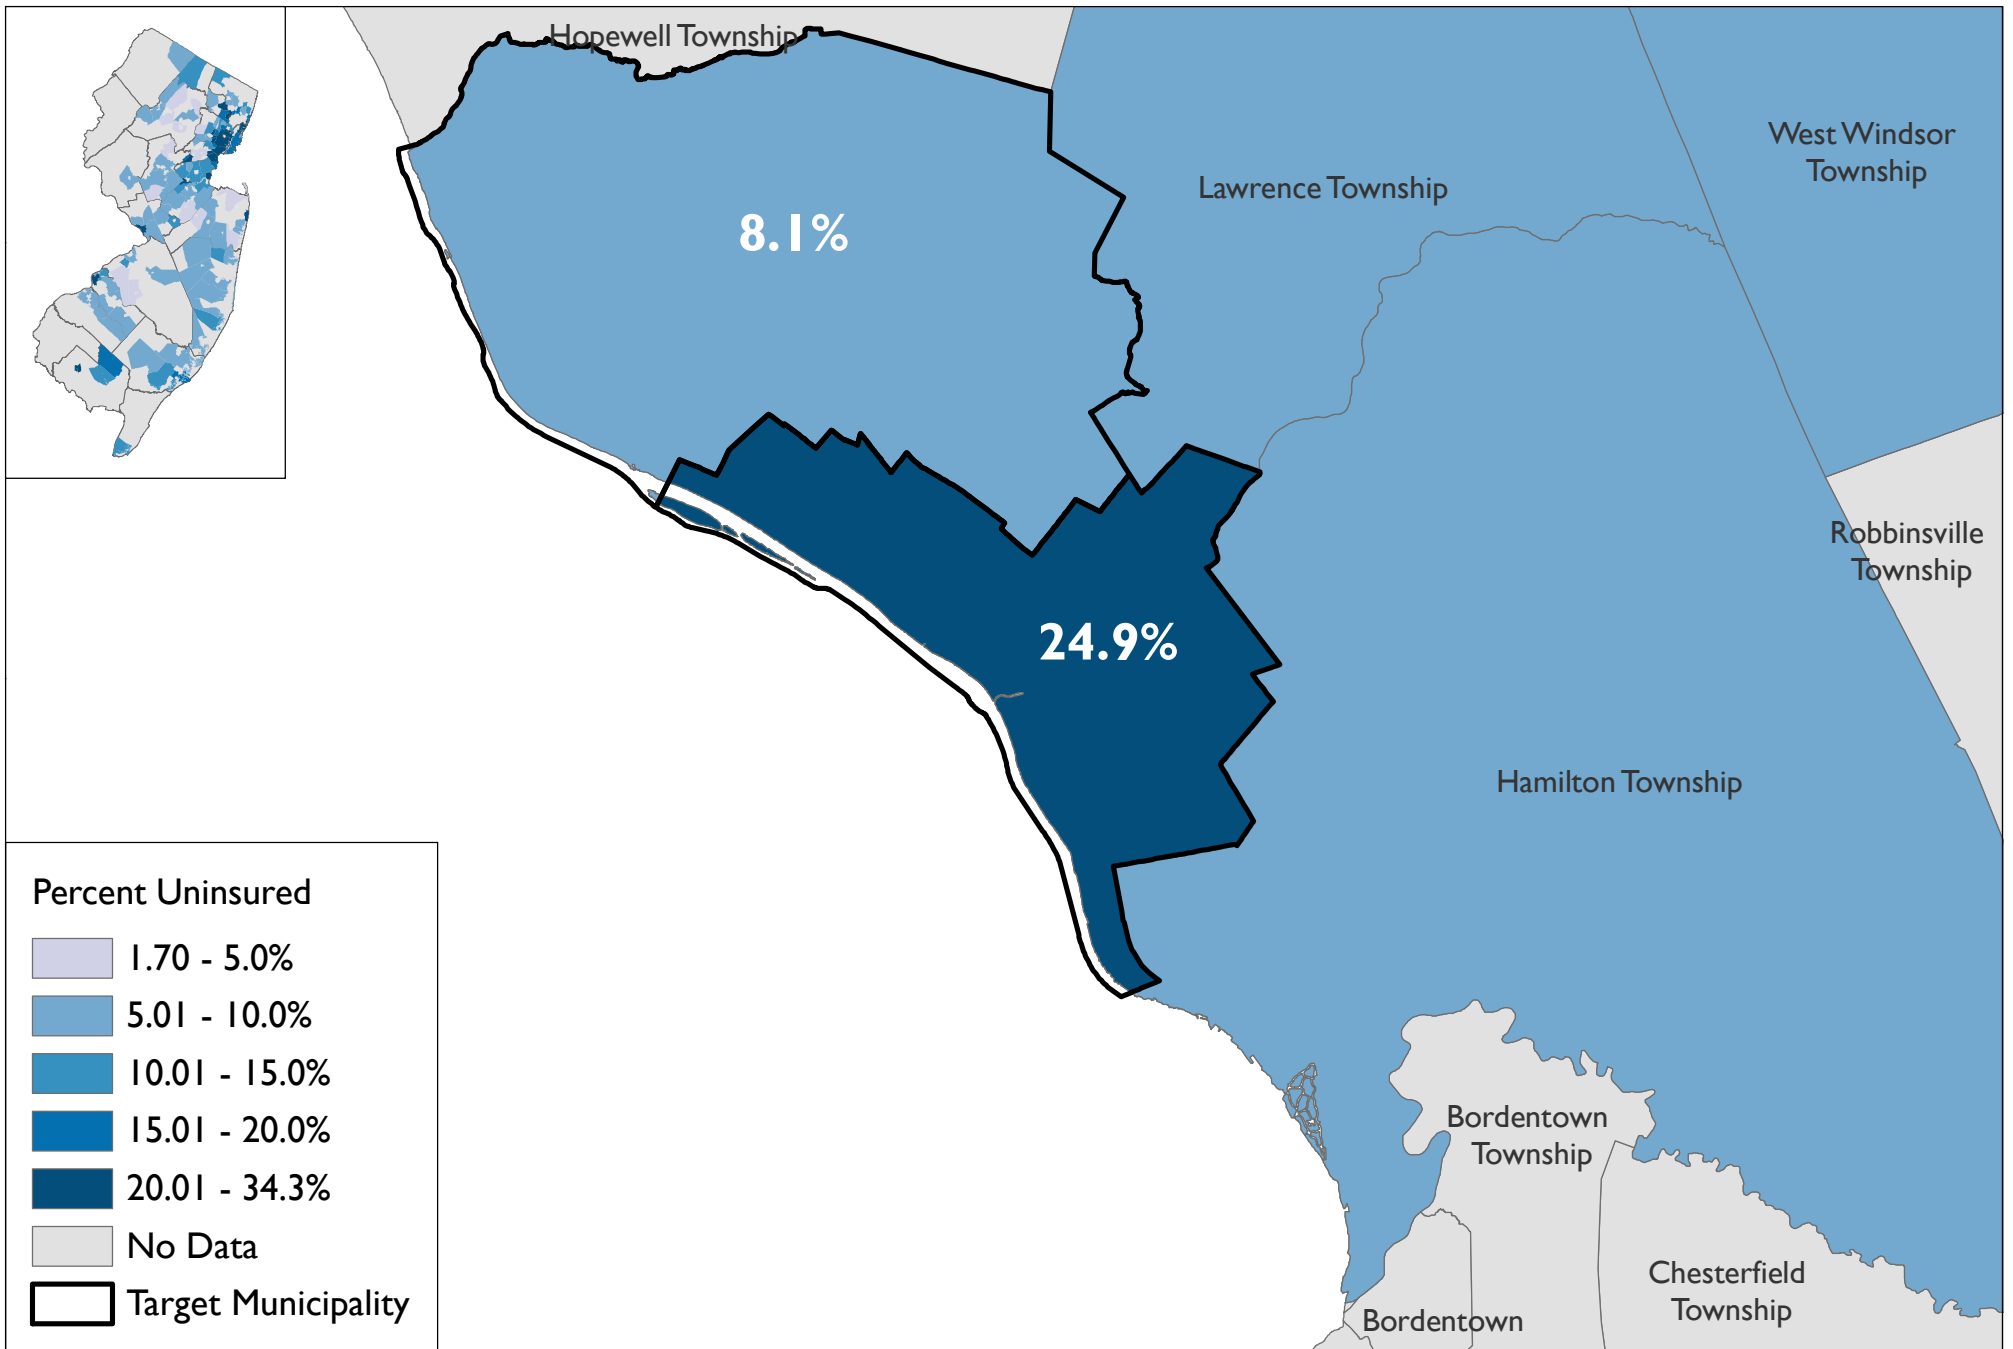 Hopewell Township
West Windsor
Township
Lawrence Township
8.1%
Robbinsville
Township
24.9%
Hamilton Township
Percent Uninsured
1.70 - 5.0%
5.01 - 10.0%
10.01 - 15.0%
15.01 - 20.0%
20.01 - 34.3%
No Data
Target Municipality
Bordentown
Township
Chesterfield
Township
Bordentown